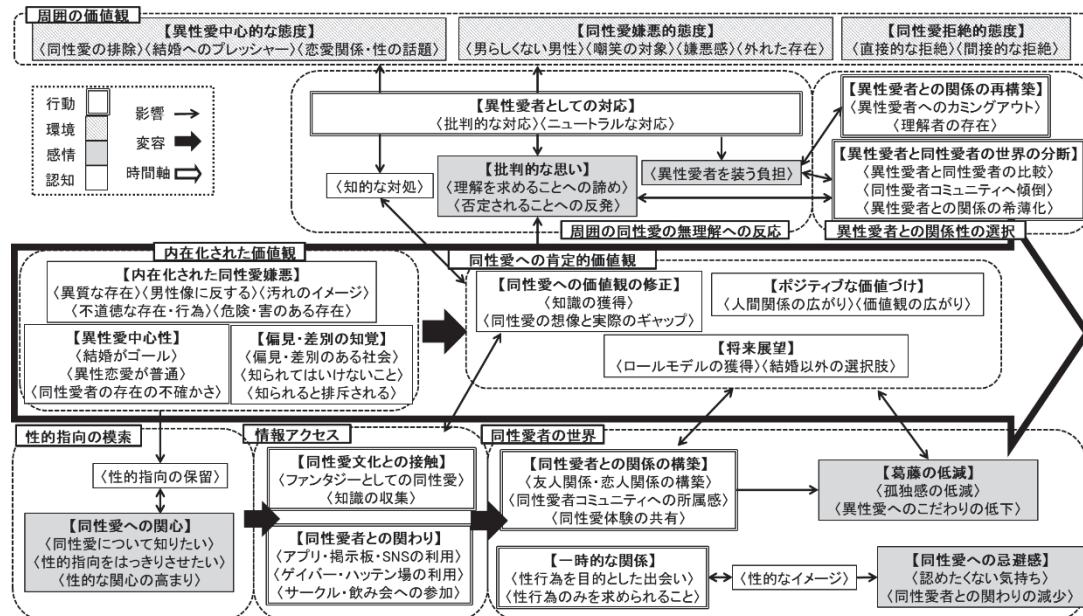 周囲の価値観
【異性愛中心的な態度】
〈同性愛の排除〉〈結婚へのプレッシャー〉〈恋愛関係・性の話題〉
【同性愛嫌悪的態度】
〈男らしくない男性〉〈嘲笑の対象〉〈嫌悪感〉〈外れた存在〉
【同性愛拒絶的態度】
〈直接的な拒絶〉〈間接的な拒絶〉
行動
環境
感情
認知
影響
変容
時間軸
【異性愛者としての対応】
〈批判的な対応〉〈ニュートラルな対応〉
〈知的な対処〉
【批判的な思い】
〈理解を求めることへの諦め〉
〈否定されることへの反発〉
〈異性愛者を装う負担〉
周囲の同性愛の無理解への反応
【異性愛者との関係の再構築】
〈異性愛者へのカミングアウト〉
〈理解者の存在〉
【異性愛者と同性愛者の世界の分断】
〈異性愛者と同性愛者の比較〉
〈同性愛者コミュニティへ傾倒〉
〈異性愛者との関係の希薄化〉
異性愛者との関係性の選択
内在化された価値観
【内在化された同性愛嫌悪】
〈異質な存在〉〈男性像に反する〉〈汚れのイメージ〉
〈不道徳な存在・行為〉〈危険・害のある存在〉
【異性愛中心性】
〈結婚がゴール〉
〈異性恋愛が普通〉
〈同性愛者の存在の不確かさ〉
【偏見・差別の知覚】
〈偏見・差別のある社会〉
〈知られてはいけないこと〉
〈知られると排斥される〉
同性愛への肯定的価値観
【同性愛への価値観の修正】
〈知識の獲得〉
〈同性愛の想像と実際のギャップ〉
【ポジティブな価値づけ】
〈人間関係の広がり〉〈価値観の広がり〉
【将来展望】
〈ロールモデルの獲得〉〈結婚以外の選択肢〉
性的指向の模索
〈性的指向の保留〉
【同性愛への関心】
〈同性愛について知りたい〉
〈性的指向をはっきりさせたい〉
〈性的な関心の高まり〉
情報アクセス
【同性愛文化との接触】
〈ファンタジーとしての同性愛〉
〈知識の収集〉
【同性愛者との関わり】
〈アプリ・掲示板・SNSの利用〉
〈ゲイバー・ハッテン場の利用〉
〈サークル・飲み会への参加〉
同性愛者の世界
【同性愛者との関係の構築】
〈友人関係・恋人関係の構築〉
〈同性愛者コミュニティへの所属感〉
〈同性愛体験の共有〉
【葛藤の低減】
〈孤独感の低減〉
〈異性愛へのこだわりの低下〉
【一時的な関係】
〈性行為を目的とした出会い〉
〈性行為のみを求められること〉
〈性的なイメージ〉
【同性愛への忌避感】
〈認めたくない気持ち〉
〈同性愛者との関わりの減少〉